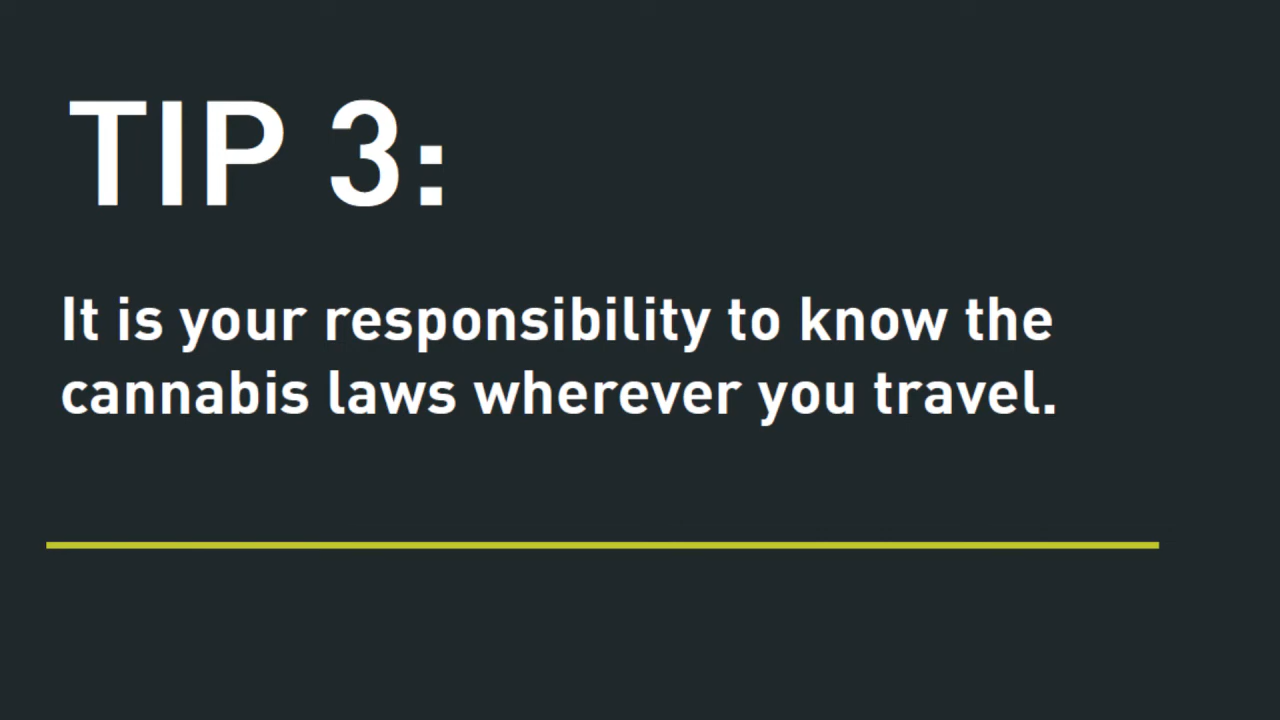 TIP 3:
It is your responsibility to know the
cannabis laws wherever you travel.